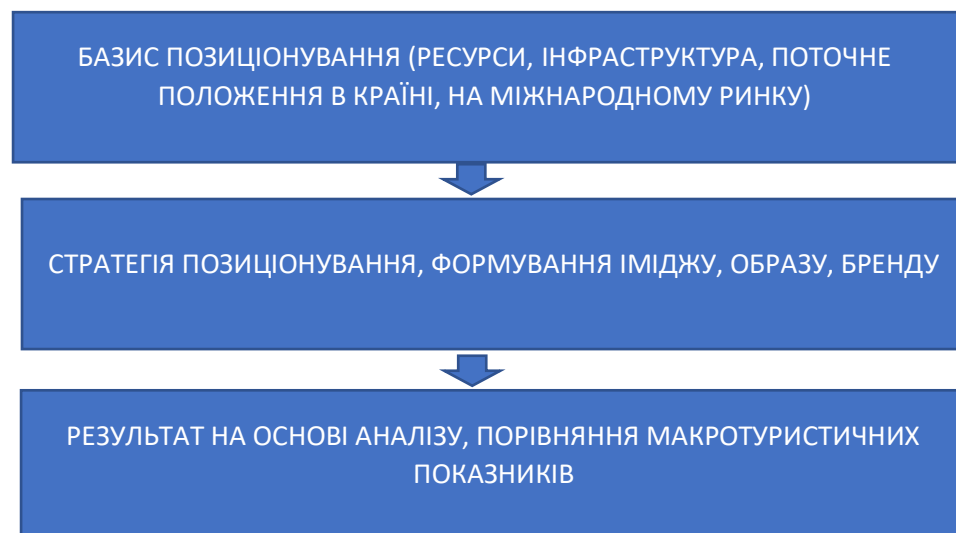 БАЗИС ПОЗИЦІОНУВАННЯ (РЕСУРСИ, ІНФРАСТРУКТУРА, ПОТОЧНЕ
ПОЛОЖЕННЯ В КРАЇНІ, НА МІЖНАРОДНОМУ РИНКУ)
СТРАТЕГІЯ ПОЗИЦІОНУВАННЯ, ФОРМУВАННЯ ІМІДЖУ, ОБРАЗУ, БРЕНДУ
РЕЗУЛЬТАТ НА ОСНОВІ АНАЛІЗУ, ПОРІВНЯННЯ МАКРОТУРИСТИЧНИХ
ПОКАЗНИКІВ